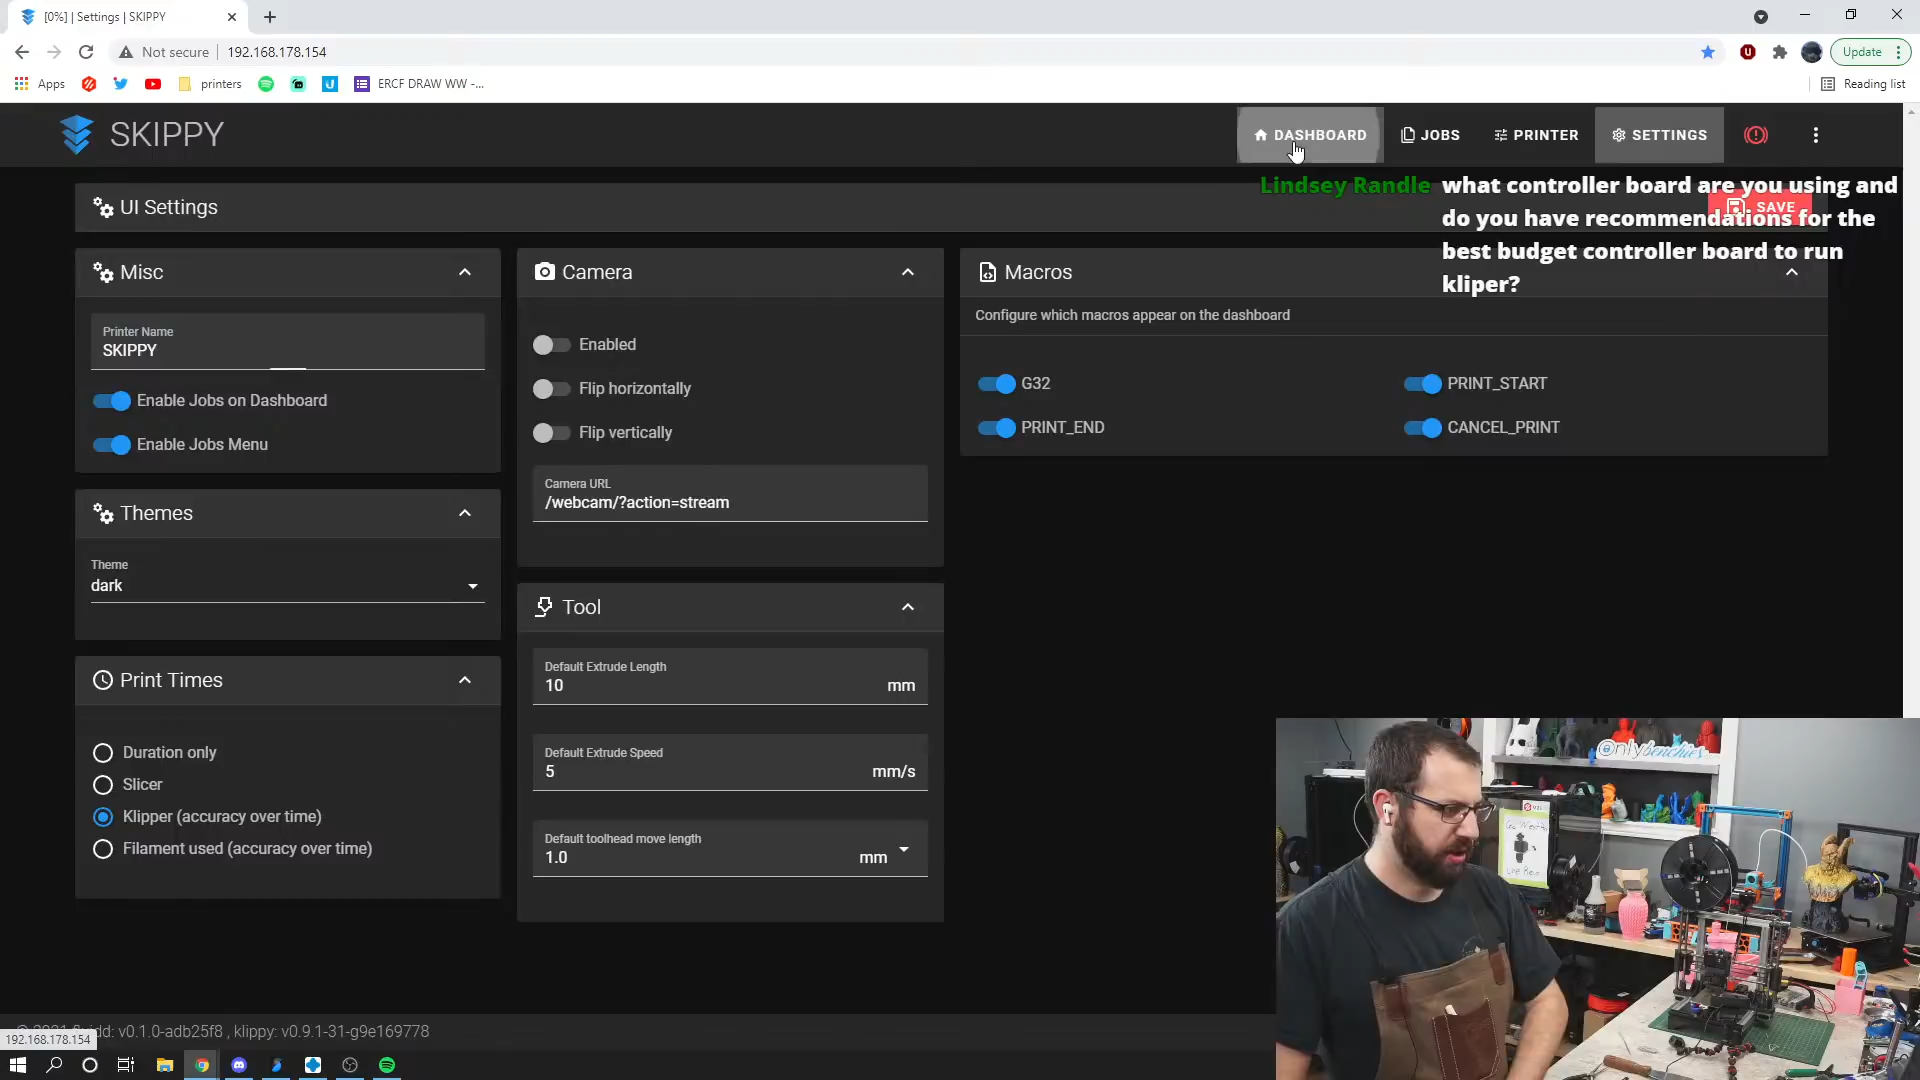 [0%] | Settings | SKIPPY
Not secure
192.168.178.154
Update
Apps
printers
ERCF DRAW WW -...
Reading list
SKIPPY
DASHBOARD
JOBS
PRINTER
SETTINGS
Lindsey Randle what controller board are you using and
do you have recommendations for the
best budget controller board to run
kliper?
UI Settings
SAVE
Misc
Printer Name
SKIPPY
Enable Jobs on Dashboard
Enable Jobs Menu
Themes
Theme
dark
Print Times
Duration only
Slicer
Klipper (accuracy over time)
Filament used (accuracy over time)
Camera
Enabled
Flip horizontally
Flip vertically
Camera URL
/webcam/?action=stream
Tool
Default Extrude Length
10 mm
Default Extrude Speed
5 mm/s
Default toolhead move length
1.0 mm
Macros
Configure which macros appear on the dashboard
G32
PRINT_START
PRINT_END
CANCEL_PRINT
@nlybenchies
v0.1.0-adb25f8 , klippy: v0.9.1-31-g9e169778
192.168.178.154